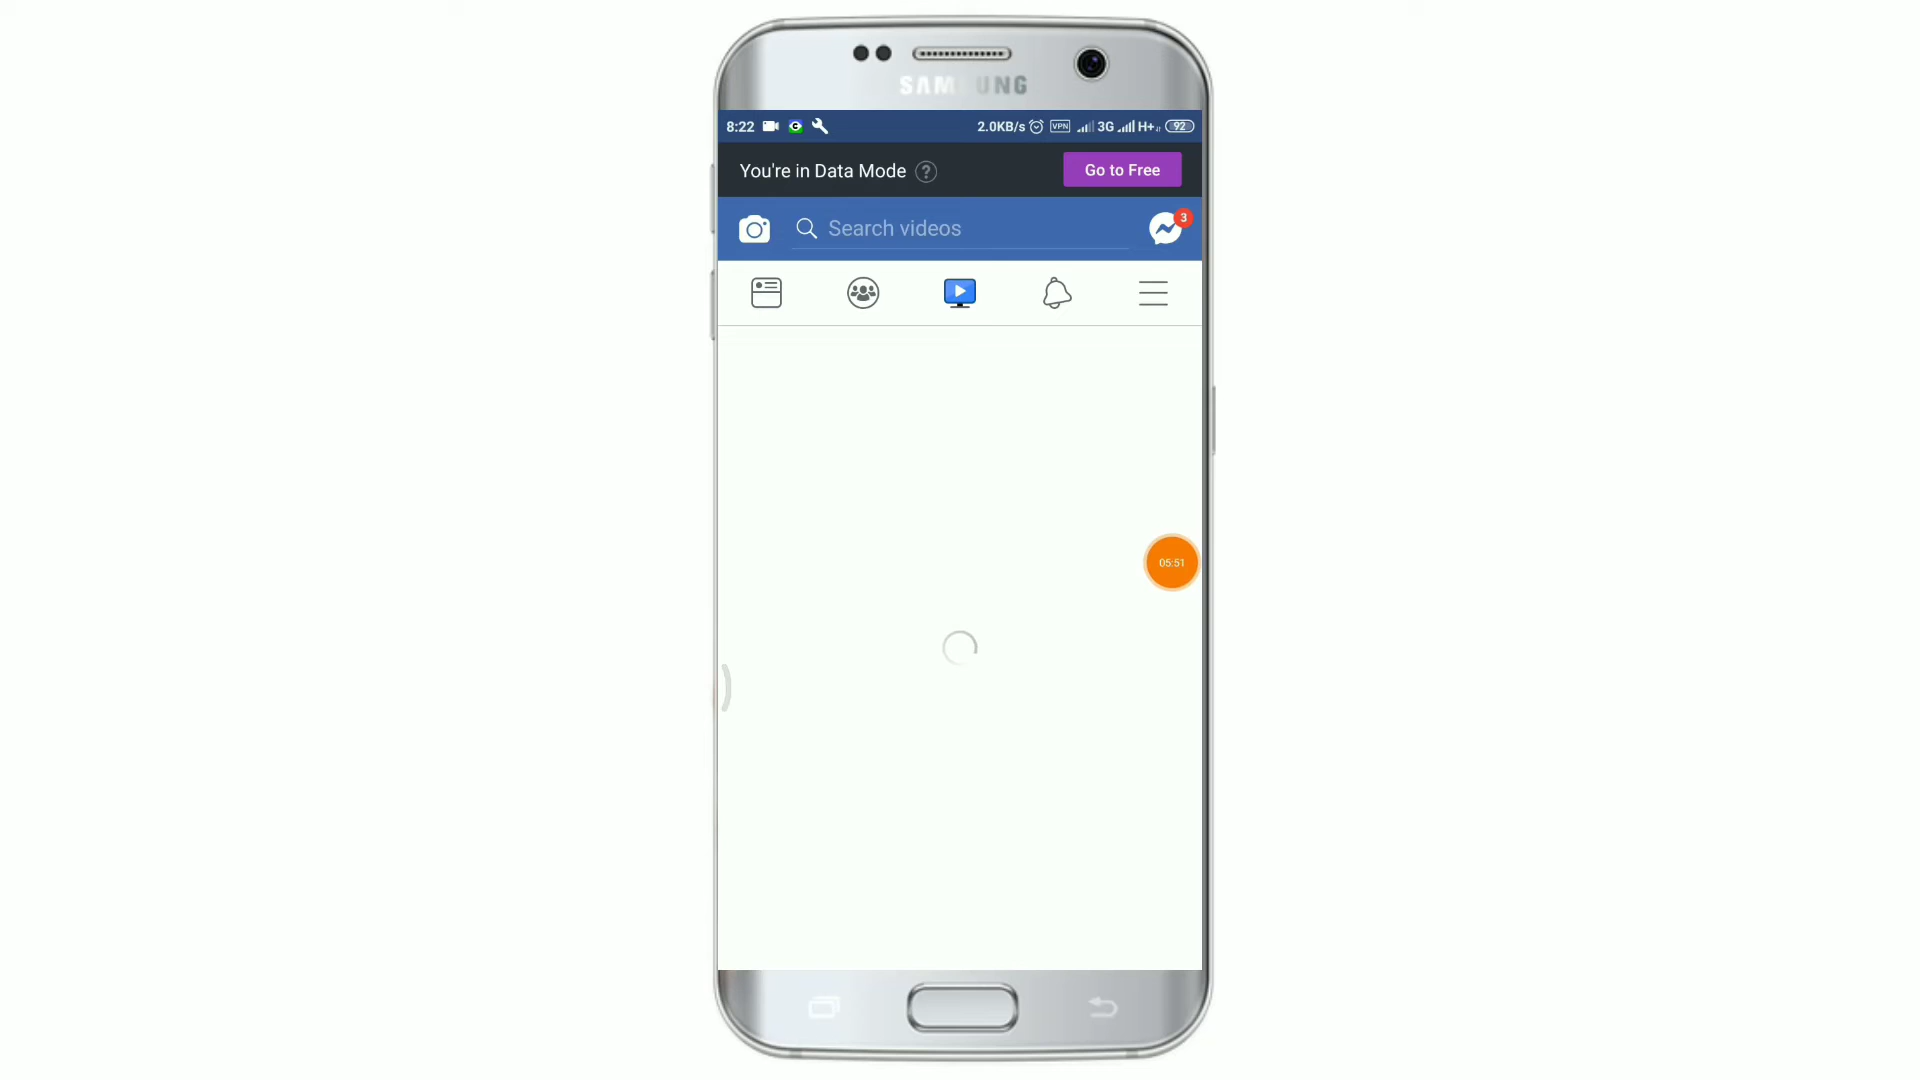 SAMSUNG
8:22 2.0KB/s VPN 3G H+ 92
You're in Data Mode ? Go to Free
Search videos 3
05:51